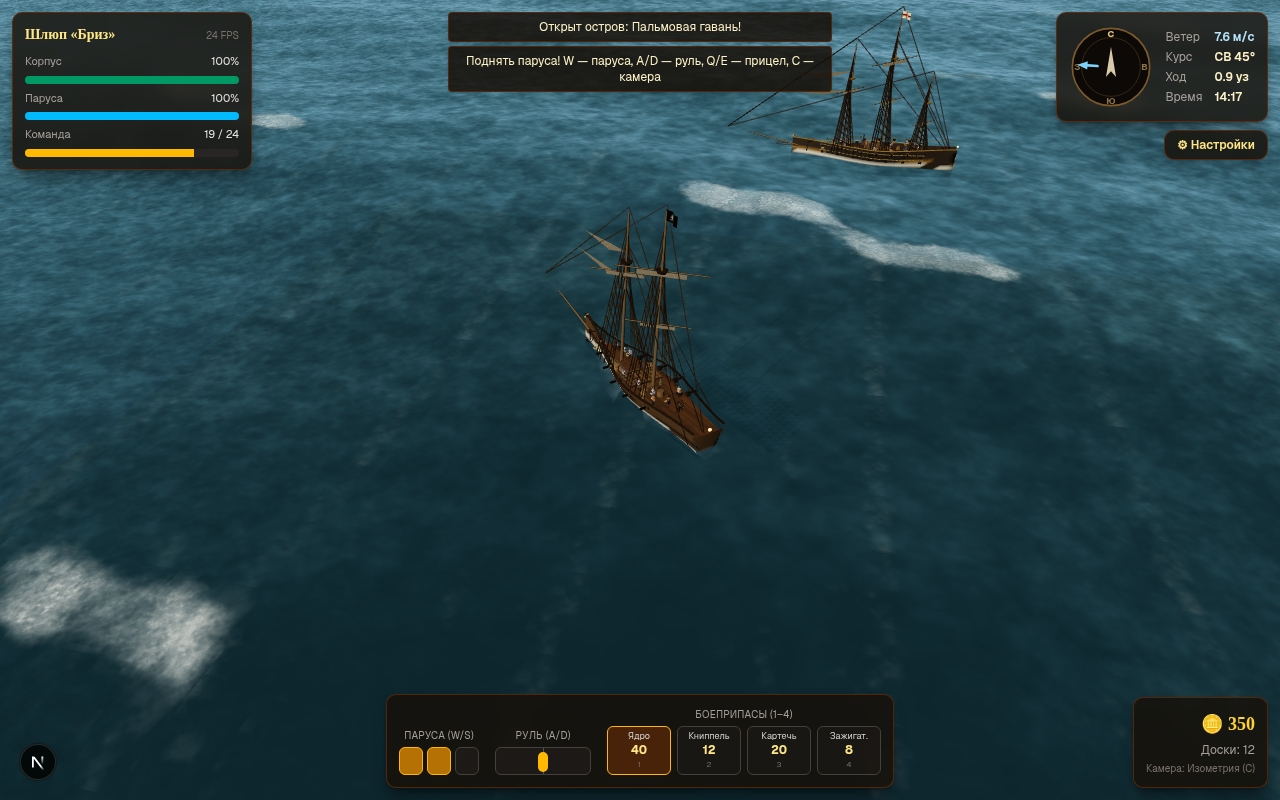 Шлюп «Бриз»
24 FPS
Корпус
100%
Паруса
100%
Команда
19 / 24
Открыт остров: Пальмовая гавань!
Поднять паруса! W — паруса, A/D — руль, Q/E — прицел, C —
камера
С
В
Ю
З
Ветер 7.6 м/с
Курс СВ 45°
Ход 0.9 уз
Время 14:17
⚙ Настройки
ПАРУСА (W/S)
РУЛЬ (A/D)
БОЕПРИПАСЫ (1–4)
Ядро
40
1
Книппель
12
2
Картечь
20
3
Зажигат.
8
4
N
350
Доски: 12
Камера: Изометрия (C)